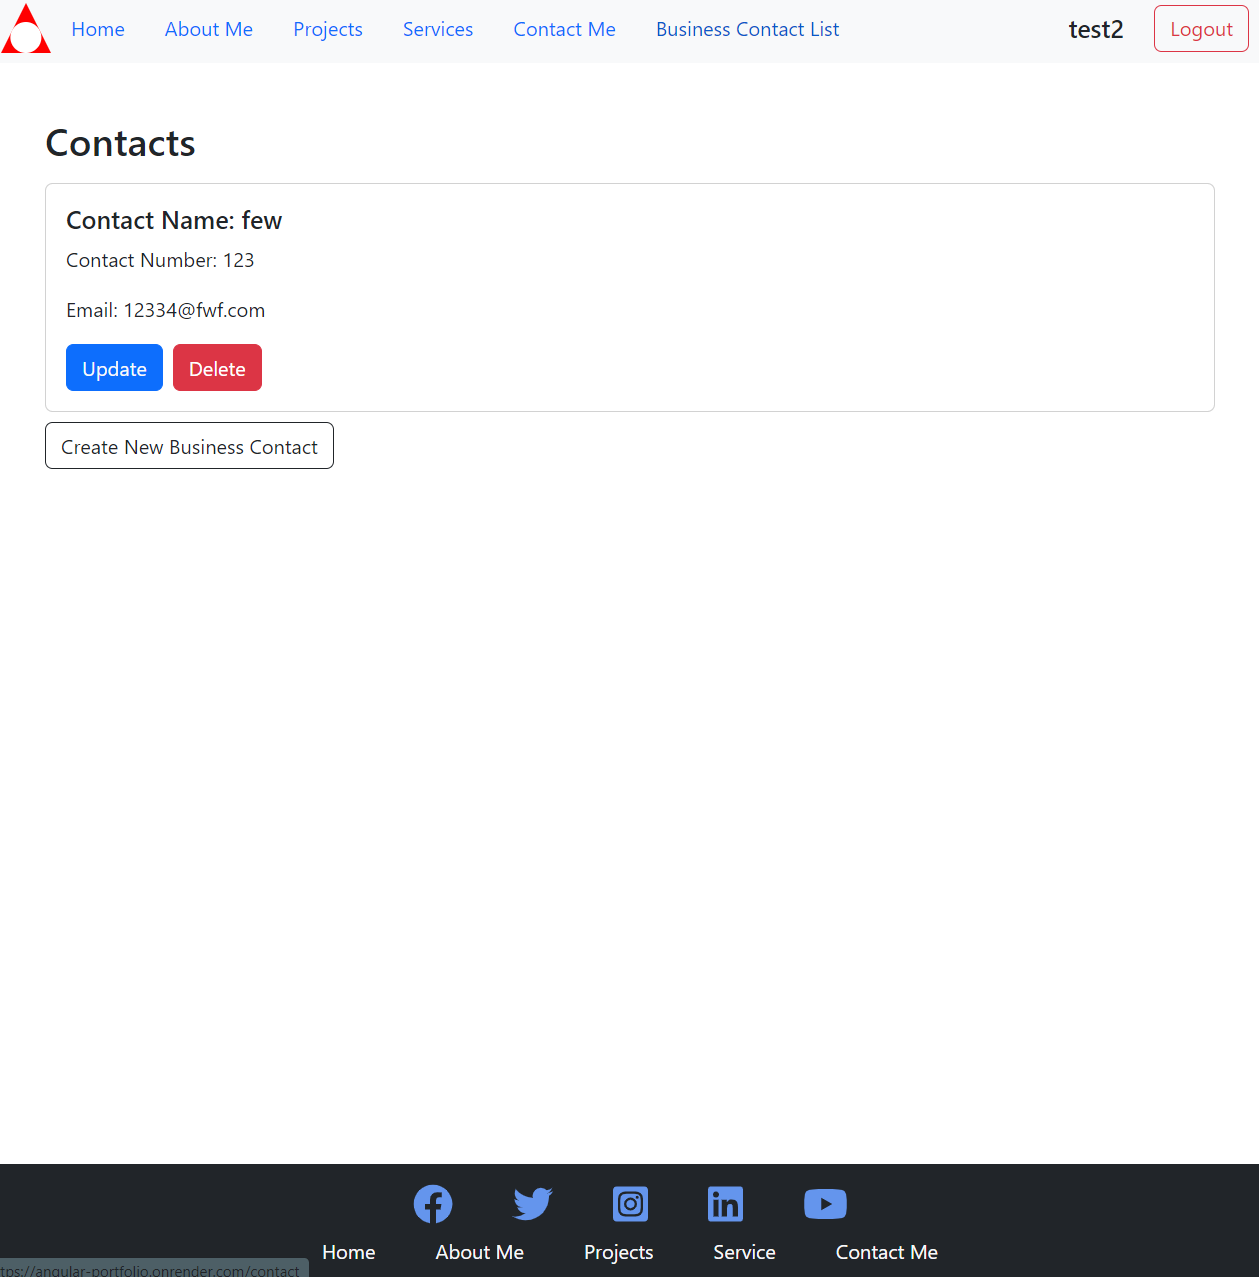 Home About Me Projects Services Contact Me Business Contact List test2 Logout
Contacts
Contact Name: few
Contact Number: 123
Email: 12334@fwf.com
Update Delete
Create New Business Contact
Home About Me Projects Service Contact Me
tps://angular-portfolio.onrender.com/contact